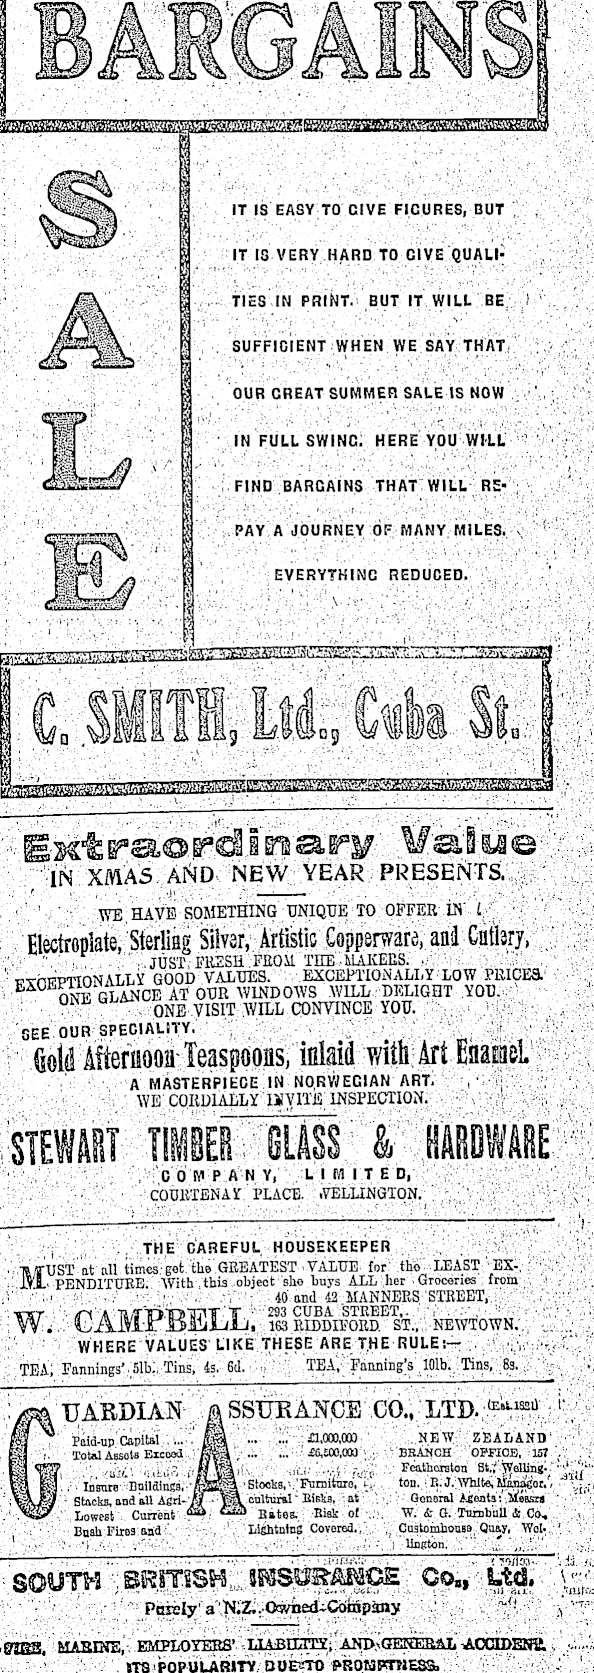 BARGAINS
SALE
IT IS EASY TO GIVE FIGURES, BUT
IT IS VERY HARD TO GIVE QUALI-
TIES IN PRINT. BUT IT WILL BE
SUFFICIENT WHEN WE SAY THAT
OUR GREAT SUMMER SALE IS NOW
IN FULL SWING. HERE YOU WILL
FIND BARGAINS THAT WILL RE-
PAY A JOURNEY OF MANY MILES.
EVERYTHING REDUCED.
C. SMITH, Ltd., Cuba St.
Extraordinary Value
IN XMAS AND NEW YEAR PRESENTS.
WE HAVE SOMETHING UNIQUE TO OFFER IN
Electroplate, Sterling Silver, Artistic Copperware, and Cutlery,
JUST FRESH FROM THE MAKERS.
EXCEPTIONALLY GOOD VALUES. EXCEPTIONALLY LOW PRICES.
ONE GLANCE AT OUR WINDOWS WILL DELIGHT YOU.
ONE VISIT WILL CONVINCE YOU.
SEE OUR SPECIALITY.
Gold Afternoon Teaspoons, inlaid with Art Enamel.
A MASTERPIECE IN NORWEGIAN ART.
WE CORDIALLY INVITE INSPECTION.
STEWART TIMBER GLASS & HARDWARE
COMPANY, LIMITED,
COURTENAY PLACE. WELLINGTON.
THE CAREFUL HOUSEKEEPER
MUST at all times get the GREATEST VALUE for the LEAST EX-
PENDITURE. With this object she buys ALL her Groceries from
40 and 42 MANNERS STREET,
W. CAMPBELL, 293 CUBA STREET,
163 RIDDIFORD ST., NEWTOWN.
WHERE VALUES LIKE THESE ARE THE RULE:—
TEA, Fannings' 5lb. Tins, 4s. 6d. TEA, Fanning's 10lb. Tins, 8s.
GUARDIAN ASSURANCE CO., LTD. (Est. 1821)
Paid-up Capital ... ... ... £1,000,000
Total Assets Exceed ... ... £6,500,000
Insure Buildings, Stocks, Furniture,
Stacks, and all Agricultural Risks, at
Lowest Current Rates. Risk of
Bush Fires and Lightning Covered.
NEW ZEALAND
BRANCH OFFICE, 157
Featherston St., Welling-
ton. R. J. White, Manager.
General Agents: Messrs
W. & G. Turnbull & Co.,
Customhouse Quay, Wel-
lington.
SOUTH BRITISH INSURANCE Co., Ltd.
Purely a N.Z. Owned Company
FIRE, MARINE, EMPLOYERS' LIABILITY, AND GENERAL ACCIDENT.
ITS POPULARITY DUE TO PROMPTNESS.